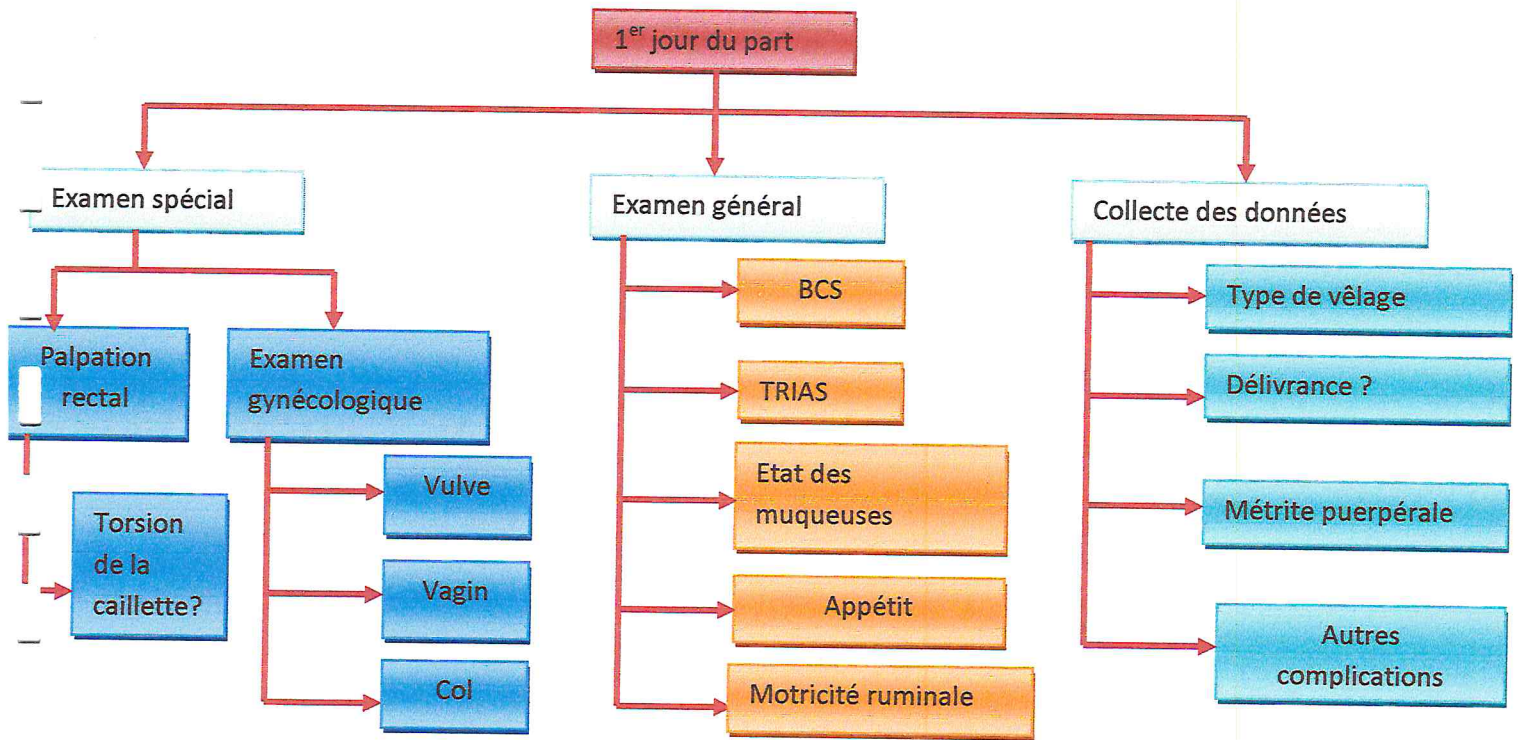 1er jour du part
Examen spécial
Examen général
Collecte des données
Palpation
rectal
Examen
gynécologique
Torsion
de la
caillette?
Vulve
Vagin
Col
BCS
TRIAS
Etat des
muqueuses
Appétit
Motricité ruminale
Type de vêlage
Délivrance ?
Métrite puerpérale
Autres
complications